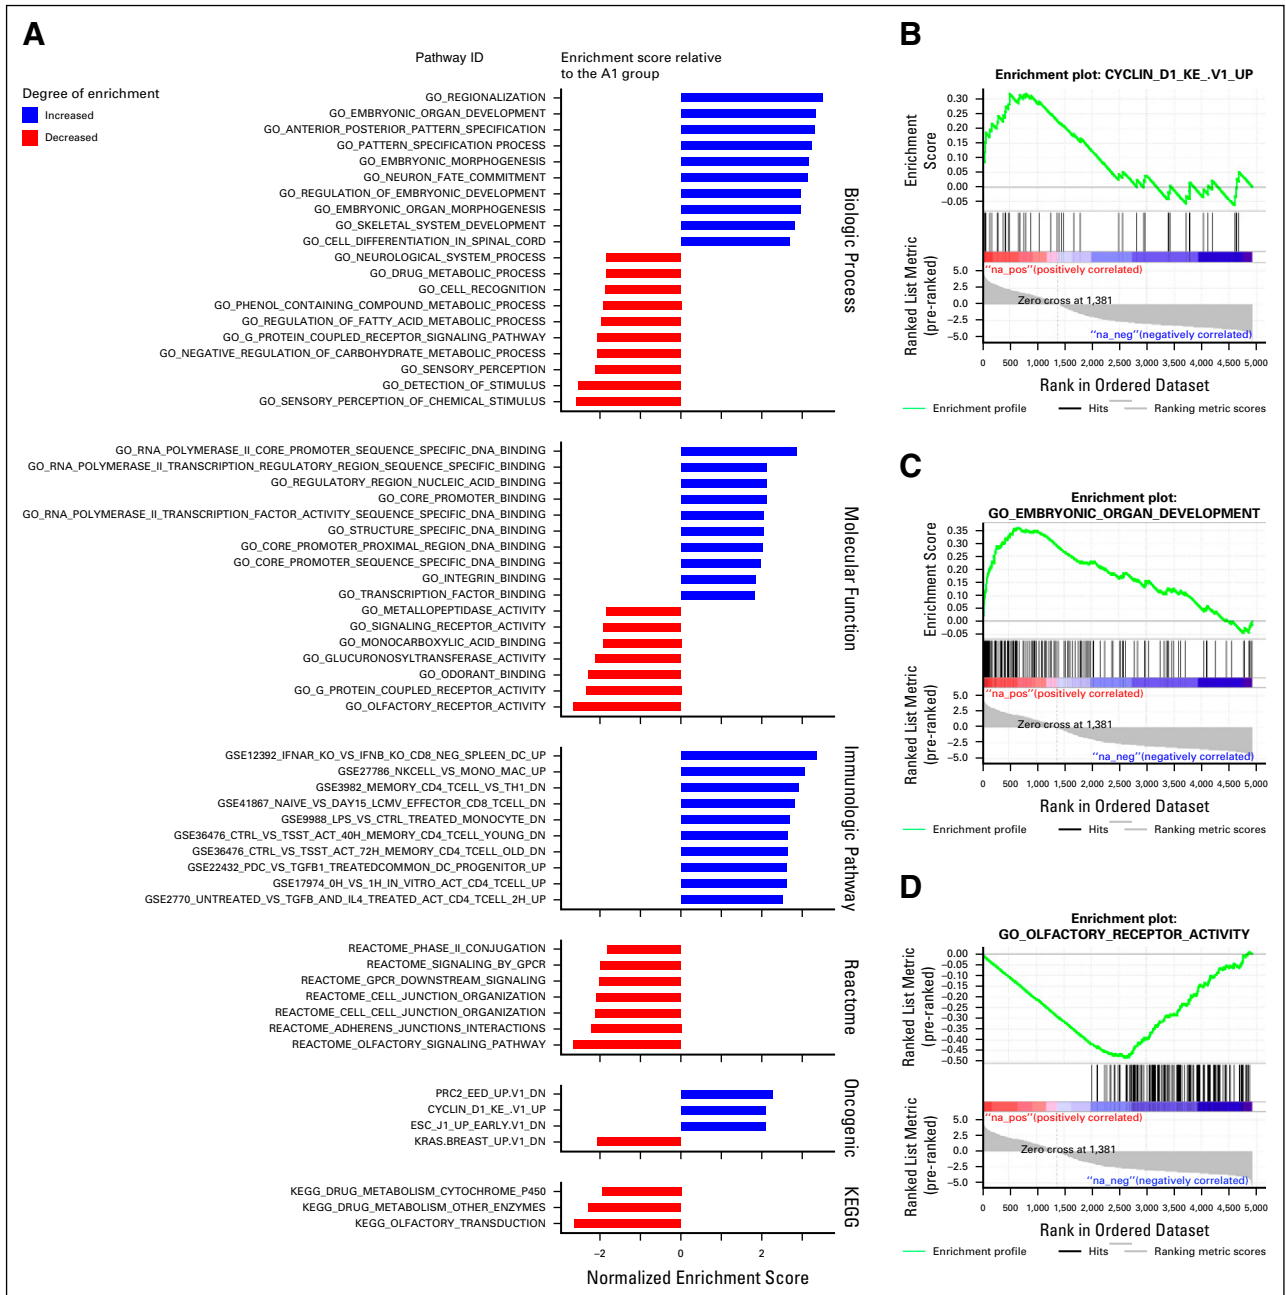 A
Pathway ID
Enrichment score relative
to the A1 group
Degree of enrichment
Increased
Decreased
GO_REGIONALIZATION
GO_EMBRYONIC_ORGAN_DEVELOPMENT
GO_ANTERIOR_POSTERIOR_PATTERN_SPECIFICATION
GO_PATTERN_SPECIFICATION PROCESS
GO_EMBRYONIC_MORPHOGENESIS
GO_NEURON_FATE_COMMITMENT
GO_REGULATION_OF_EMBRYONIC_DEVELOPMENT
GO_EMBRYONIC_ORGAN_MORPHOGENESIS
GO_SKELETAL_SYSTEM_DEVELOPMENT
GO_CELL_DIFFERENTIATION_IN_SPINAL_CORD
GO_NEUROLOGICAL_SYSTEM_PROCESS
GO_DRUG_METABOLIC_PROCESS
GO_CELL_RECOGNITION
GO_PHENOL_CONTAINING_COMPOUND_METABOLIC_PROCESS
GO_REGULATION_OF_FATTY_ACID_METABOLIC_PROCESS
GO_G_PROTEIN_COUPLED_RECEPTOR_SIGNALING_PATHWAY
GO_NEGATIVE_REGULATION_OF_CARBOHYDRATE_METABOLIC_PROCESS
GO_SENSORY_PERCEPTION
GO_DETECTION_OF_STIMULUS
GO_SENSORY_PERCEPTION_OF_CHEMICAL_STIMULUS
Biologic Process
GO_RNA_POLYMERASE_II_CORE_PROMOTER_SEQUENCE_SPECIFIC_DNA_BINDING
GO_RNA_POLYMERASE_II_TRANSCRIPTION_REGULATORY_REGION_SEQUENCE_SPECIFIC_BINDING
GO_REGULATORY_REGION_NUCLEIC_ACID_BINDING
GO_CORE_PROMOTER_BINDING
GO_RNA_POLYMERASE_II_TRANSCRIPTION_FACTOR_ACTIVITY_SEQUENCE_SPECIFIC_DNA_BINDING
GO_STRUCTURE_SPECIFIC_DNA_BINDING
GO_CORE_PROMOTER_PROXIMAL_REGION_DNA_BINDING
GO_CORE_PROMOTER_SEQUENCE_SPECIFIC_DNA_BINDING
GO_INTEGRIN_BINDING
GO_TRANSCRIPTION_FACTOR_BINDING
GO_METALLOPEPTIDASE_ACTIVITY
GO_SIGNALING_RECEPTOR_ACTIVITY
GO_MONOCARBOXYLIC_ACID_BINDING
GO_GLUCURONOSYLTRANSFERASE_ACTIVITY
GO_ODORANT_BINDING
GO_G_PROTEIN_COUPLED_RECEPTOR_ACTIVITY
GO_OLFACTORY_RECEPTOR_ACTIVITY
Molecular Function
GSE12392_IFNAR_KO_VS_IFNB_KO_CD8_NEG_SPLEEN_DC_UP
GSE27786_NKCELL_VS_MONO_MAC_UP
GSE3982_MEMORY_CD4_TCELL_VS_TH1_DN
GSE41867_NAIVE_VS_DAY15_LCMV_EFFECTOR_CD8_TCELL_DN
GSE9988_LPS_VS_CTRL_TREATED_MONOCYTE_DN
GSE36476_CTRL_VS_TSST_ACT_40H_MEMORY_CD4_TCELL_YOUNG_DN
GSE36476_CTRL_VS_TSST_ACT_72H_MEMORY_CD4_TCELL_OLD_DN
GSE22432_PDC_VS_TGFB1_TREATEDCOMMON_DC_PROGENITOR_UP
GSE17974_0H_VS_1H_IN_VITRO_ACT_CD4_TCELL_UP
GSE2770_UNTREATED_VS_TGFB_AND_IL4_TREATED_ACT_CD4_TCELL_2H_UP
Immunologic Pathway
REACTOME_PHASE_II_CONJUGATION
REACTOME_SIGNALING_BY_GPCR
REACTOME_GPCR_DOWNSTREAM_SIGNALING
REACTOME_CELL_JUNCTION_ORGANIZATION
REACTOME_CELL_CELL_JUNCTION_ORGANIZATION
REACTOME_ADHERENS_JUNCTIONS_INTERACTIONS
REACTOME_OLFACTORY_SIGNALING_PATHWAY
Reactome
PRC2_EED_UP.V1_DN
CYCLIN_D1_KE_.V1_UP
ESC_J1_UP_EARLY.V1_DN
KRAS.BREAST_UP.V1_DN
Oncogenic
KEGG_DRUG_METABOLISM_CYTOCHROME_P450
KEGG_DRUG_METABOLISM_OTHER_ENZYMES
KEGG_OLFACTORY_TRANSDUCTION
KEGG
−2 0 2
Normalized Enrichment Score
B
Enrichment plot: CYCLIN_D1_KE_.V1_UP
Enrichment
Score
0.30
0.25
0.20
0.15
0.10
0.05
0.00
−0.05
Ranked List Metric
(pre-ranked)
5.0
2.5
0.0
−2.5
−5.0
"na_pos"(positively correlated)
Zero cross at 1,381
"na_neg"(negatively correlated)
0 500 1,000 1,500 2,000 2,500 3,000 3,500 4,000 4,500 5,000
Rank in Ordered Dataset
Enrichment profile Hits Ranking metric scores
C
Enrichment plot:
GO_EMBRYONIC_ORGAN_DEVELOPMENT
Enrichment Score
0.35
0.30
0.25
0.20
0.15
0.10
0.05
0.00
−0.05
Ranked List Metric
(pre-ranked)
5.0
2.5
0.0
−2.5
−5.0
"na_pos"(positively correlated)
Zero cross at 1,381
"na_neg"(negatively correlated)
0 500 1,000 1,500 2,000 2,500 3,000 3,500 4,000 4,500 5,000
Rank in Ordered Dataset
Enrichment profile Hits Ranking metric scores
D
Enrichment plot:
GO_OLFACTORY_RECEPTOR_ACTIVITY
Ranked List Metric
(pre-ranked)
0.00
−0.05
−0.10
−0.15
−0.20
−0.25
−0.30
−0.35
−0.40
−0.45
−0.50
Ranked List Metric
(pre-ranked)
5.0
2.5
0.0
−2.5
−5.0
"na_pos"(positively correlated)
Zero cross at 1,381
"na_neg"(negatively correlated)
0 500 1,000 1,500 2,000 2,500 3,000 3,500 4,000 4,500 5,000
Rank in Ordered Dataset
Enrichment profile Hits Ranking metric scores